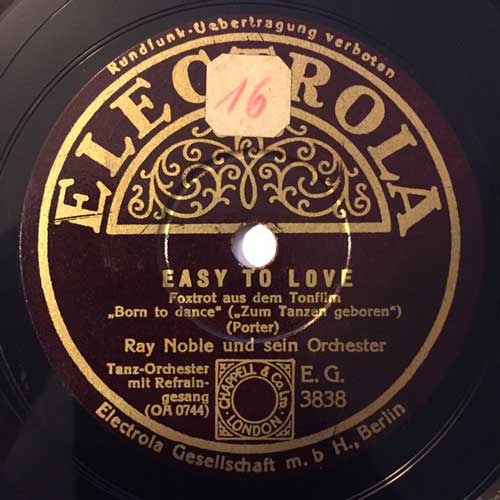 Rundfunk-Uebertragung verboten
ELECTROLA
16
EASY TO LOVE
Foxtrot aus dem Tonfilm
„Born to dance“ („Zum Tanzen geboren“)
(Porter)
Ray Noble und sein Orchester
Tanz-Orchester
mit Refrain-
gesang
(OA 0744)
CHAPPELL & Co. Ltd.
LONDON
E. G.
3838
Electrola Gesellschaft m. b H., Berlin